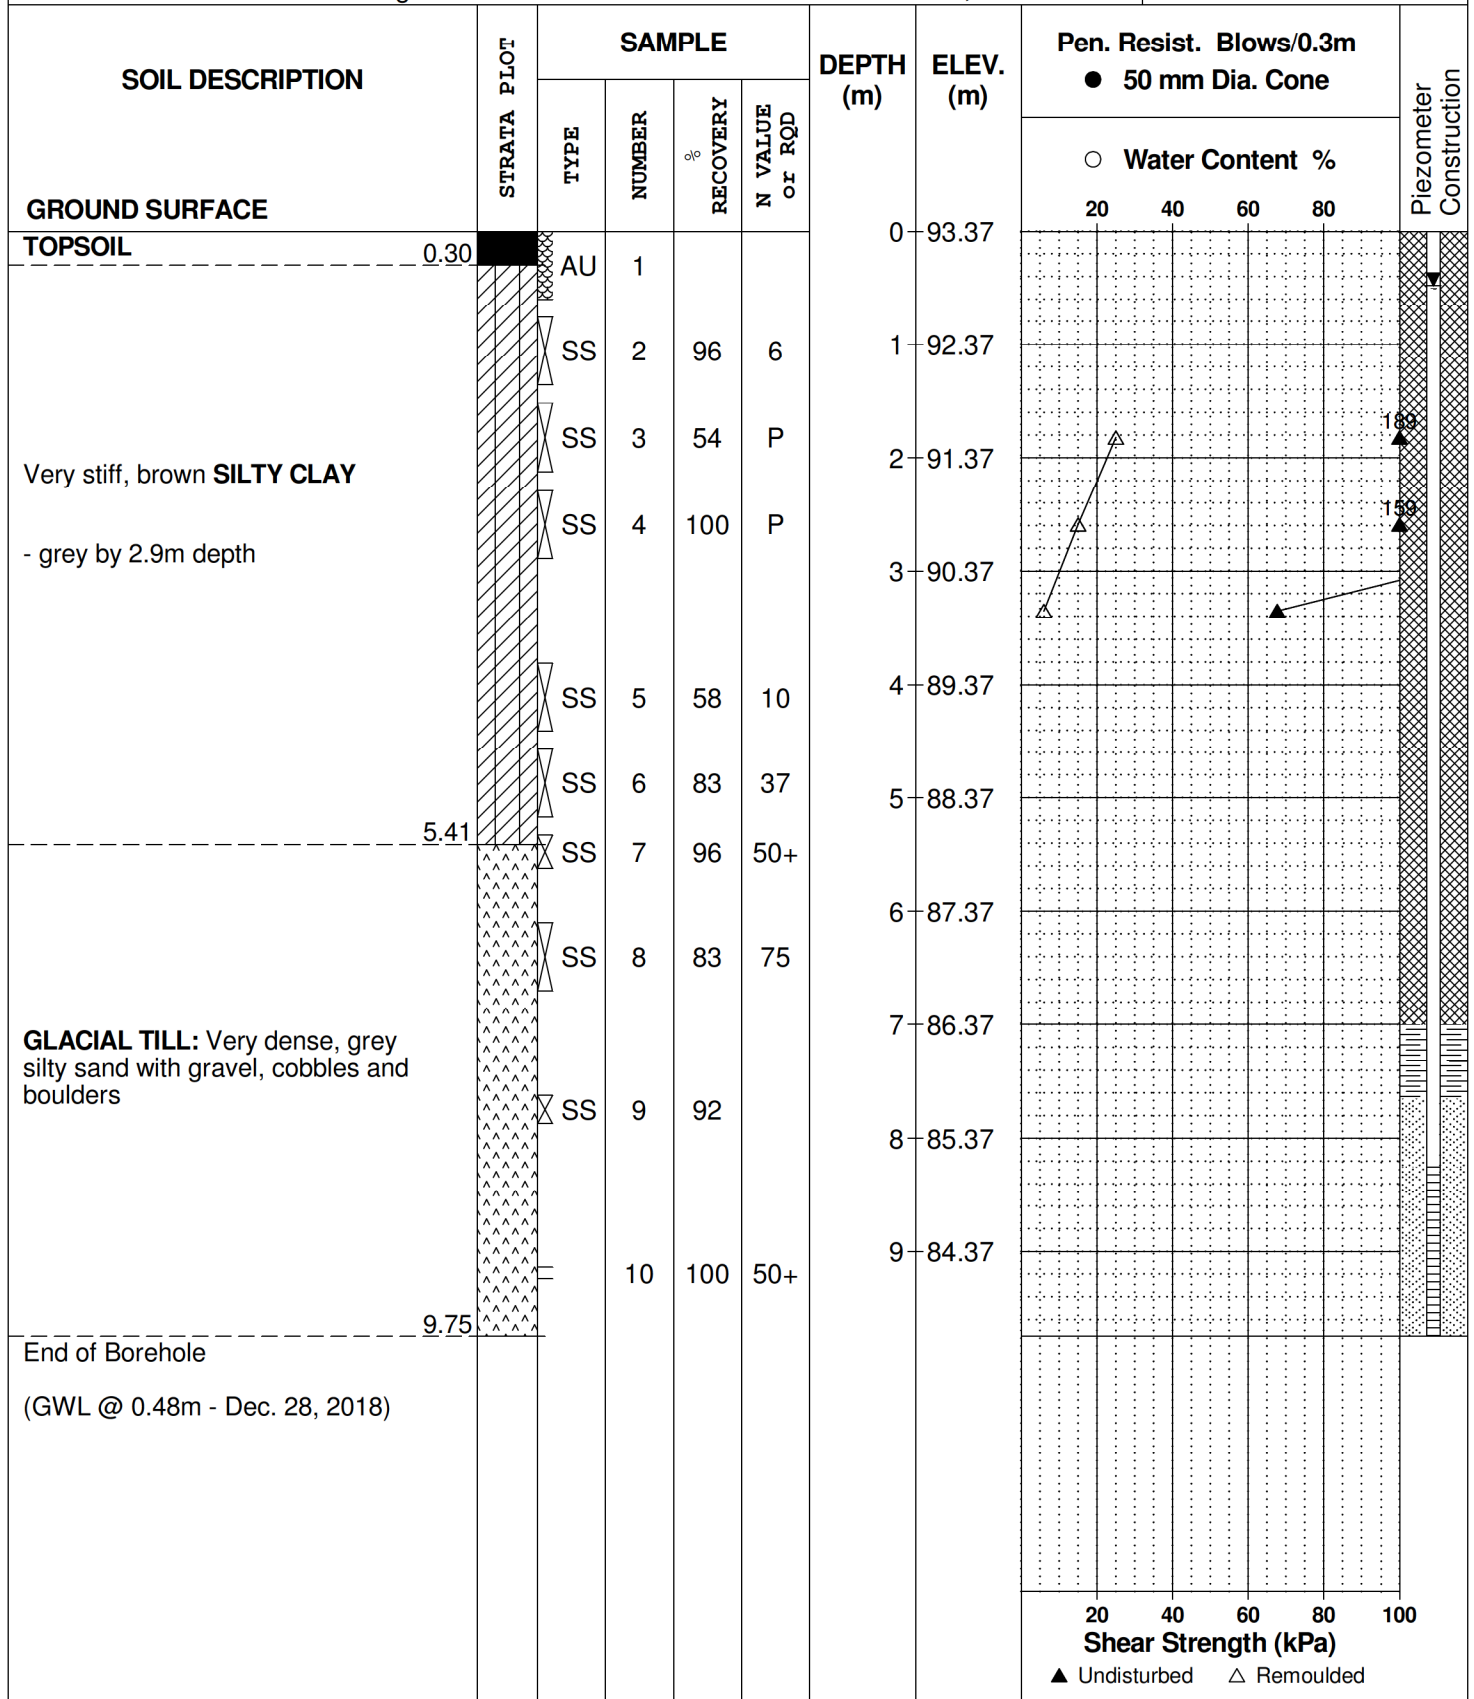 SOIL DESCRIPTION
GROUND SURFACE
STRATA PLOT
SAMPLE
TYPE
NUMBER
% RECOVERY
N VALUE or RQD
DEPTH (m)
ELEV. (m)
Pen. Resist. Blows/0.3m
● 50 mm Dia. Cone
○ Water Content %
20 40 60 80
Piezometer Construction
TOPSOIL
0.30
AU 1
0 93.37
SS 2 96 6
1 92.37
189
SS 3 54 P
2 91.37
Very stiff, brown SILTY CLAY
159
SS 4 100 P
- grey by 2.9m depth
3 90.37
4 89.37
SS 5 58 10
SS 6 83 37
5 88.37
5.41
SS 7 96 50+
6 87.37
SS 8 83 75
7 86.37
GLACIAL TILL: Very dense, grey
silty sand with gravel, cobbles and
boulders
SS 9 92
8 85.37
9 84.37
10 100 50+
9.75
End of Borehole
(GWL @ 0.48m - Dec. 28, 2018)
20 40 60 80 100
Shear Strength (kPa)
▲ Undisturbed △ Remoulded